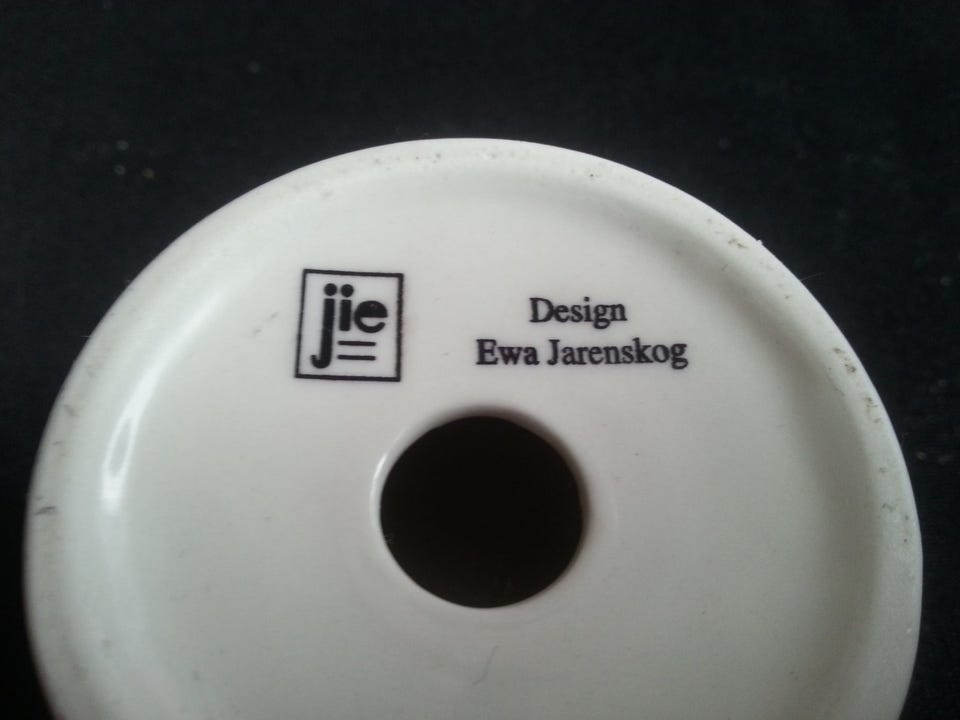 jie
Design
Ewa Jarenskog